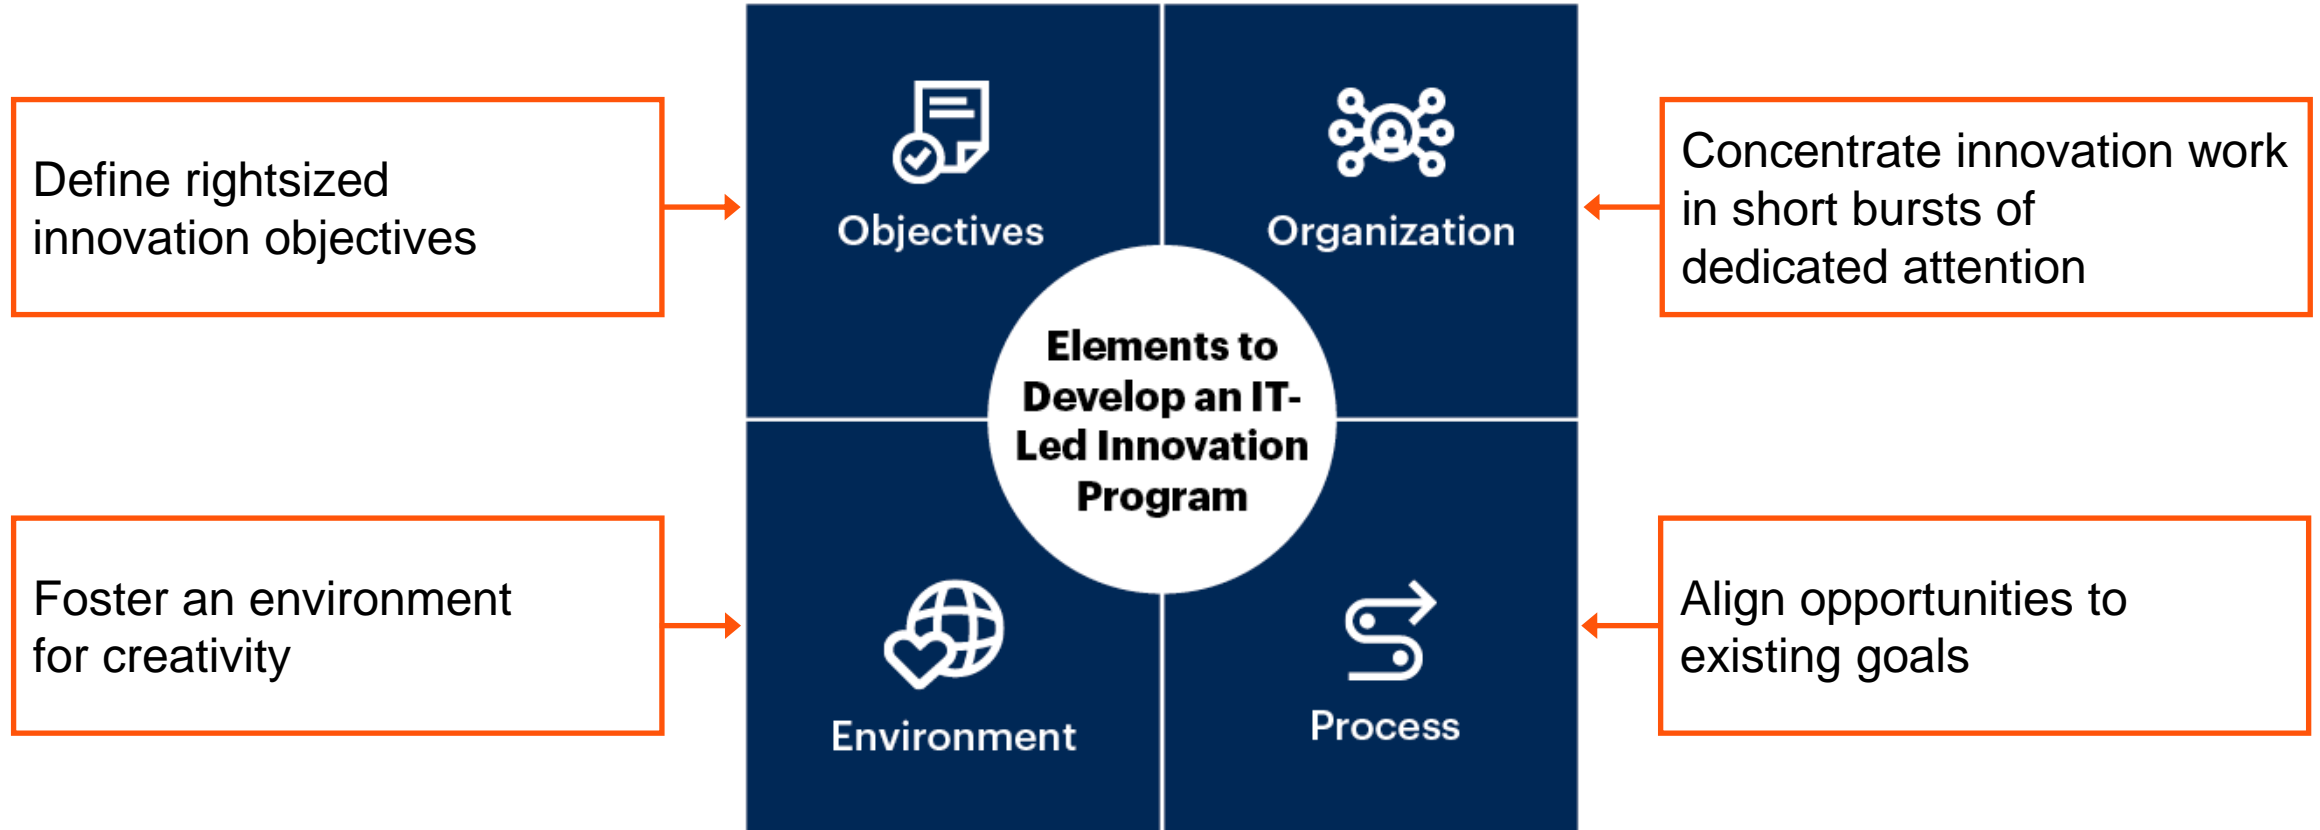 Define rightsized
innovation objectives
Objectives
Organization
Concentrate innovation work
in short bursts of
dedicated attention
Elements to
Develop an IT-
Led Innovation
Program
Foster an environment
for creativity
Environment
Process
Align opportunities to
existing goals